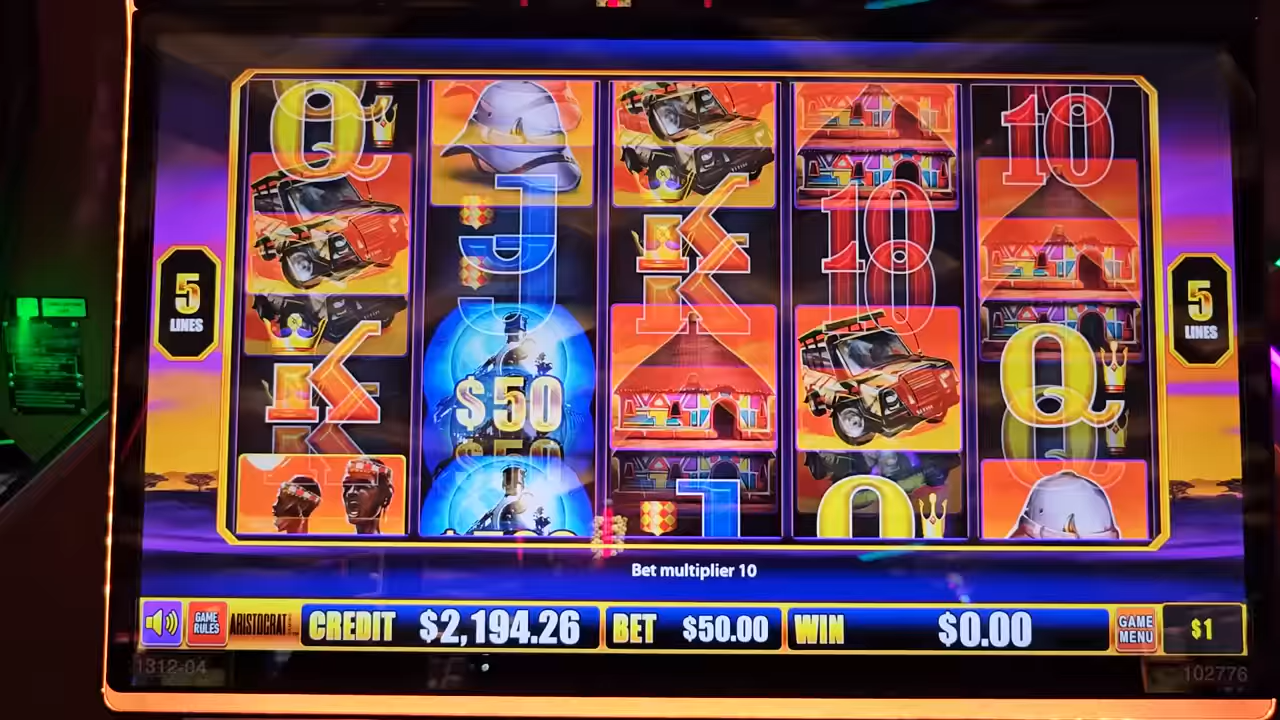 Q
10
J
K
10
5
LINES
5
LINES
K
$50
Q
J
Q
Bet multiplier 10
GAME
RULES
ARISTOCRAT
CREDIT $2,194.26
BET $50.00
WIN $0.00
GAME
MENU
$1
1312-04
102776